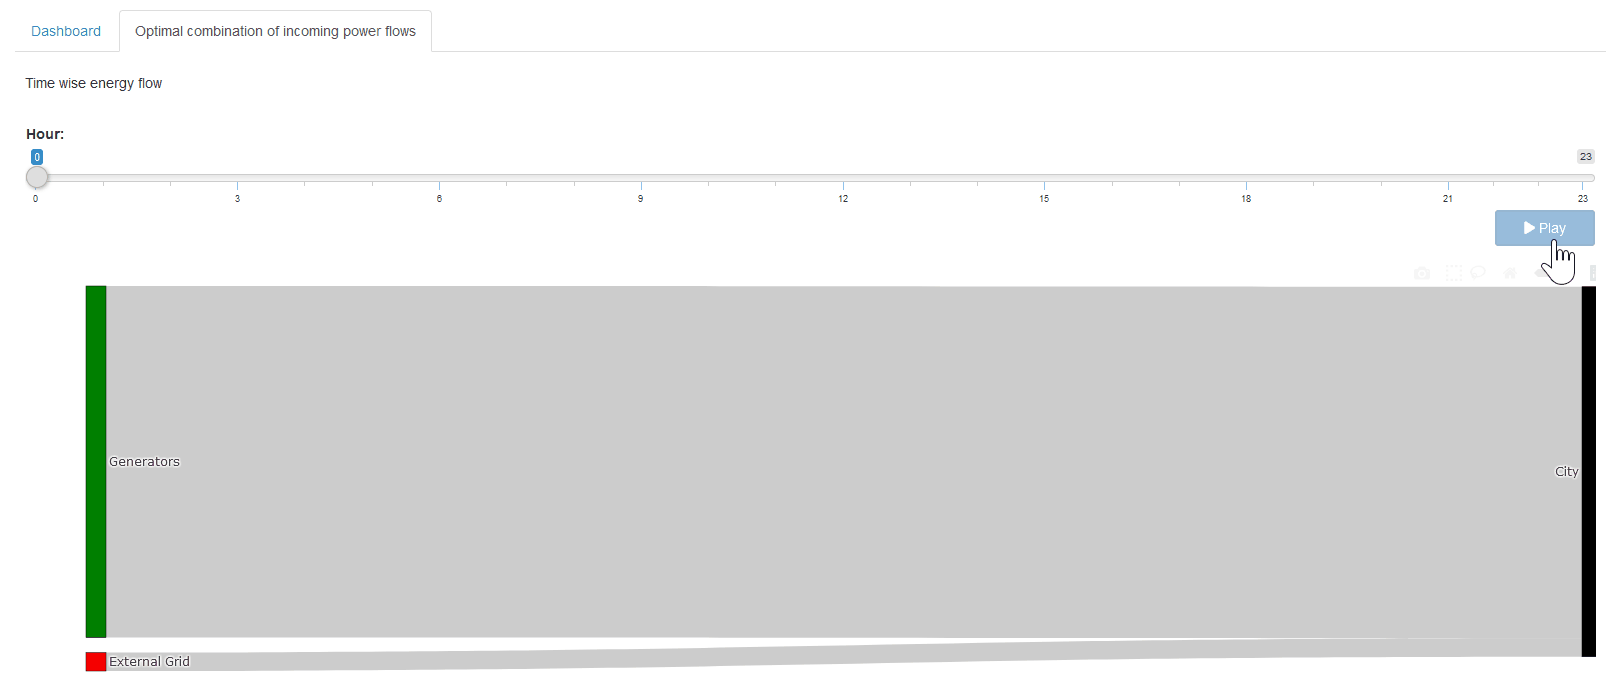 Dashboard Optimal combination of incoming power flows
Time wise energy flow
Hour:
0 23
0 3 6 9 12 15 18 21 23
Play
Generators
City
External Grid